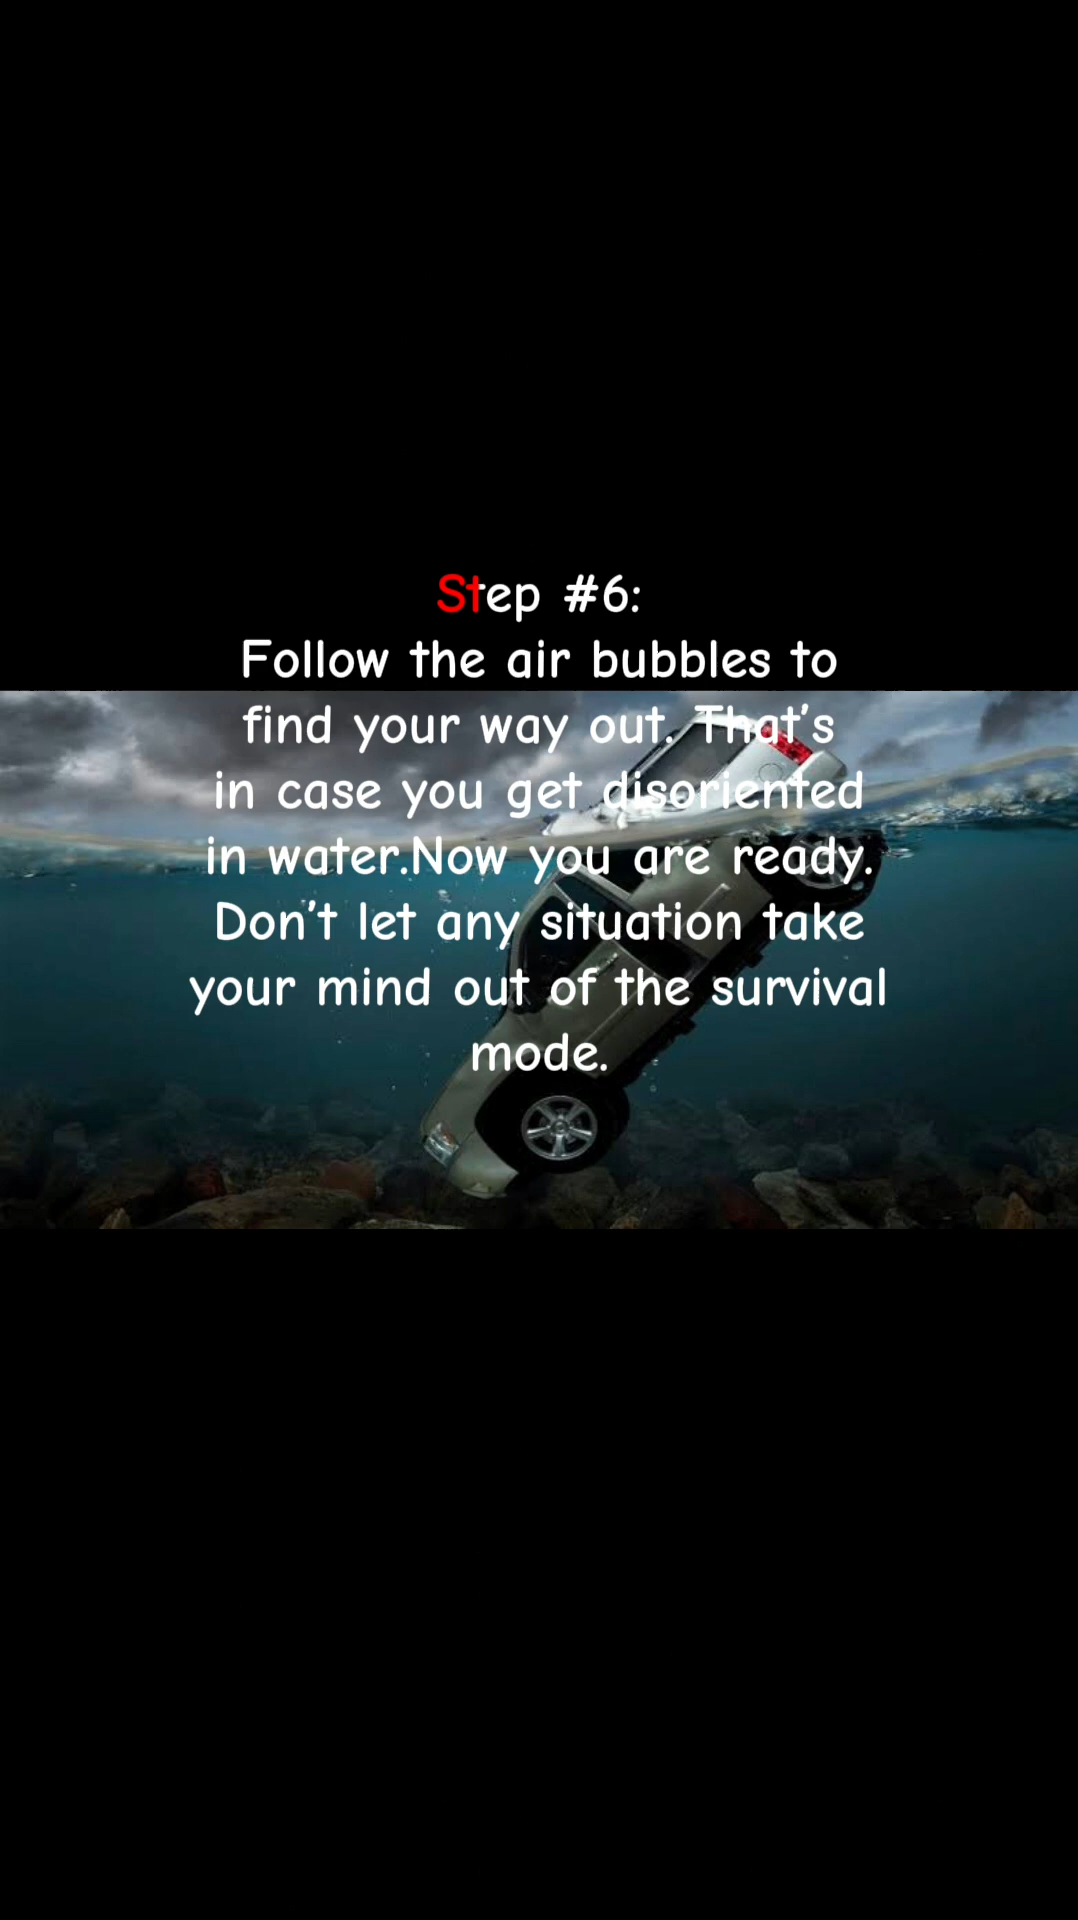 Step #6:
Follow the air bubbles to
find your way out. That's
in case you get disoriented
in water.Now you are ready.
Don't let any situation take
your mind out of the survival
mode.